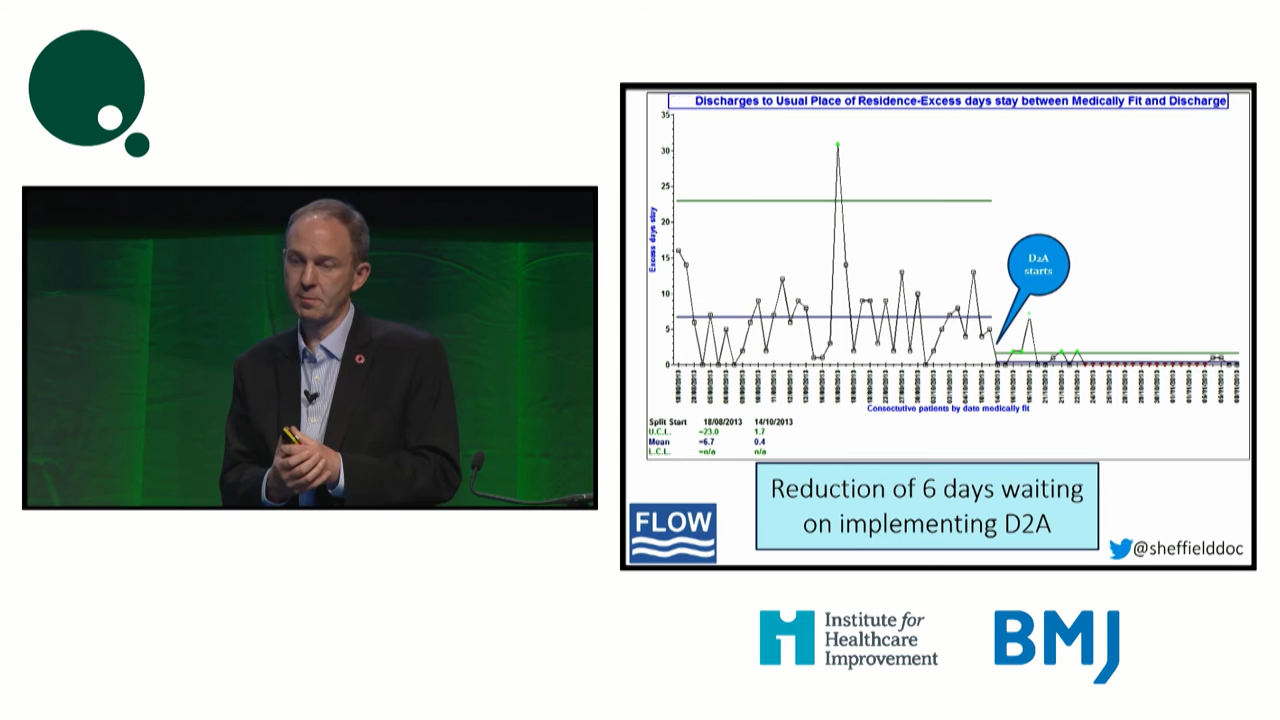 Discharges to Usual Place of Residence-Excess days stay between Medically Fit and Discharge
35
30
25
20
15
10
5
0
Excess days stay
D2A
starts
Consoctutive patients by dato modically fit
Split Start 18/08/2013 14/10/2013
U.C.L. =23.0 1.7
Mean =6.7 0.4
L.C.L. =n/a n/a
Reduction of 6 days waiting
on implementing D2A
FLOW
@sheffielddoc
Institute for
Healthcare
Improvement
BMJ